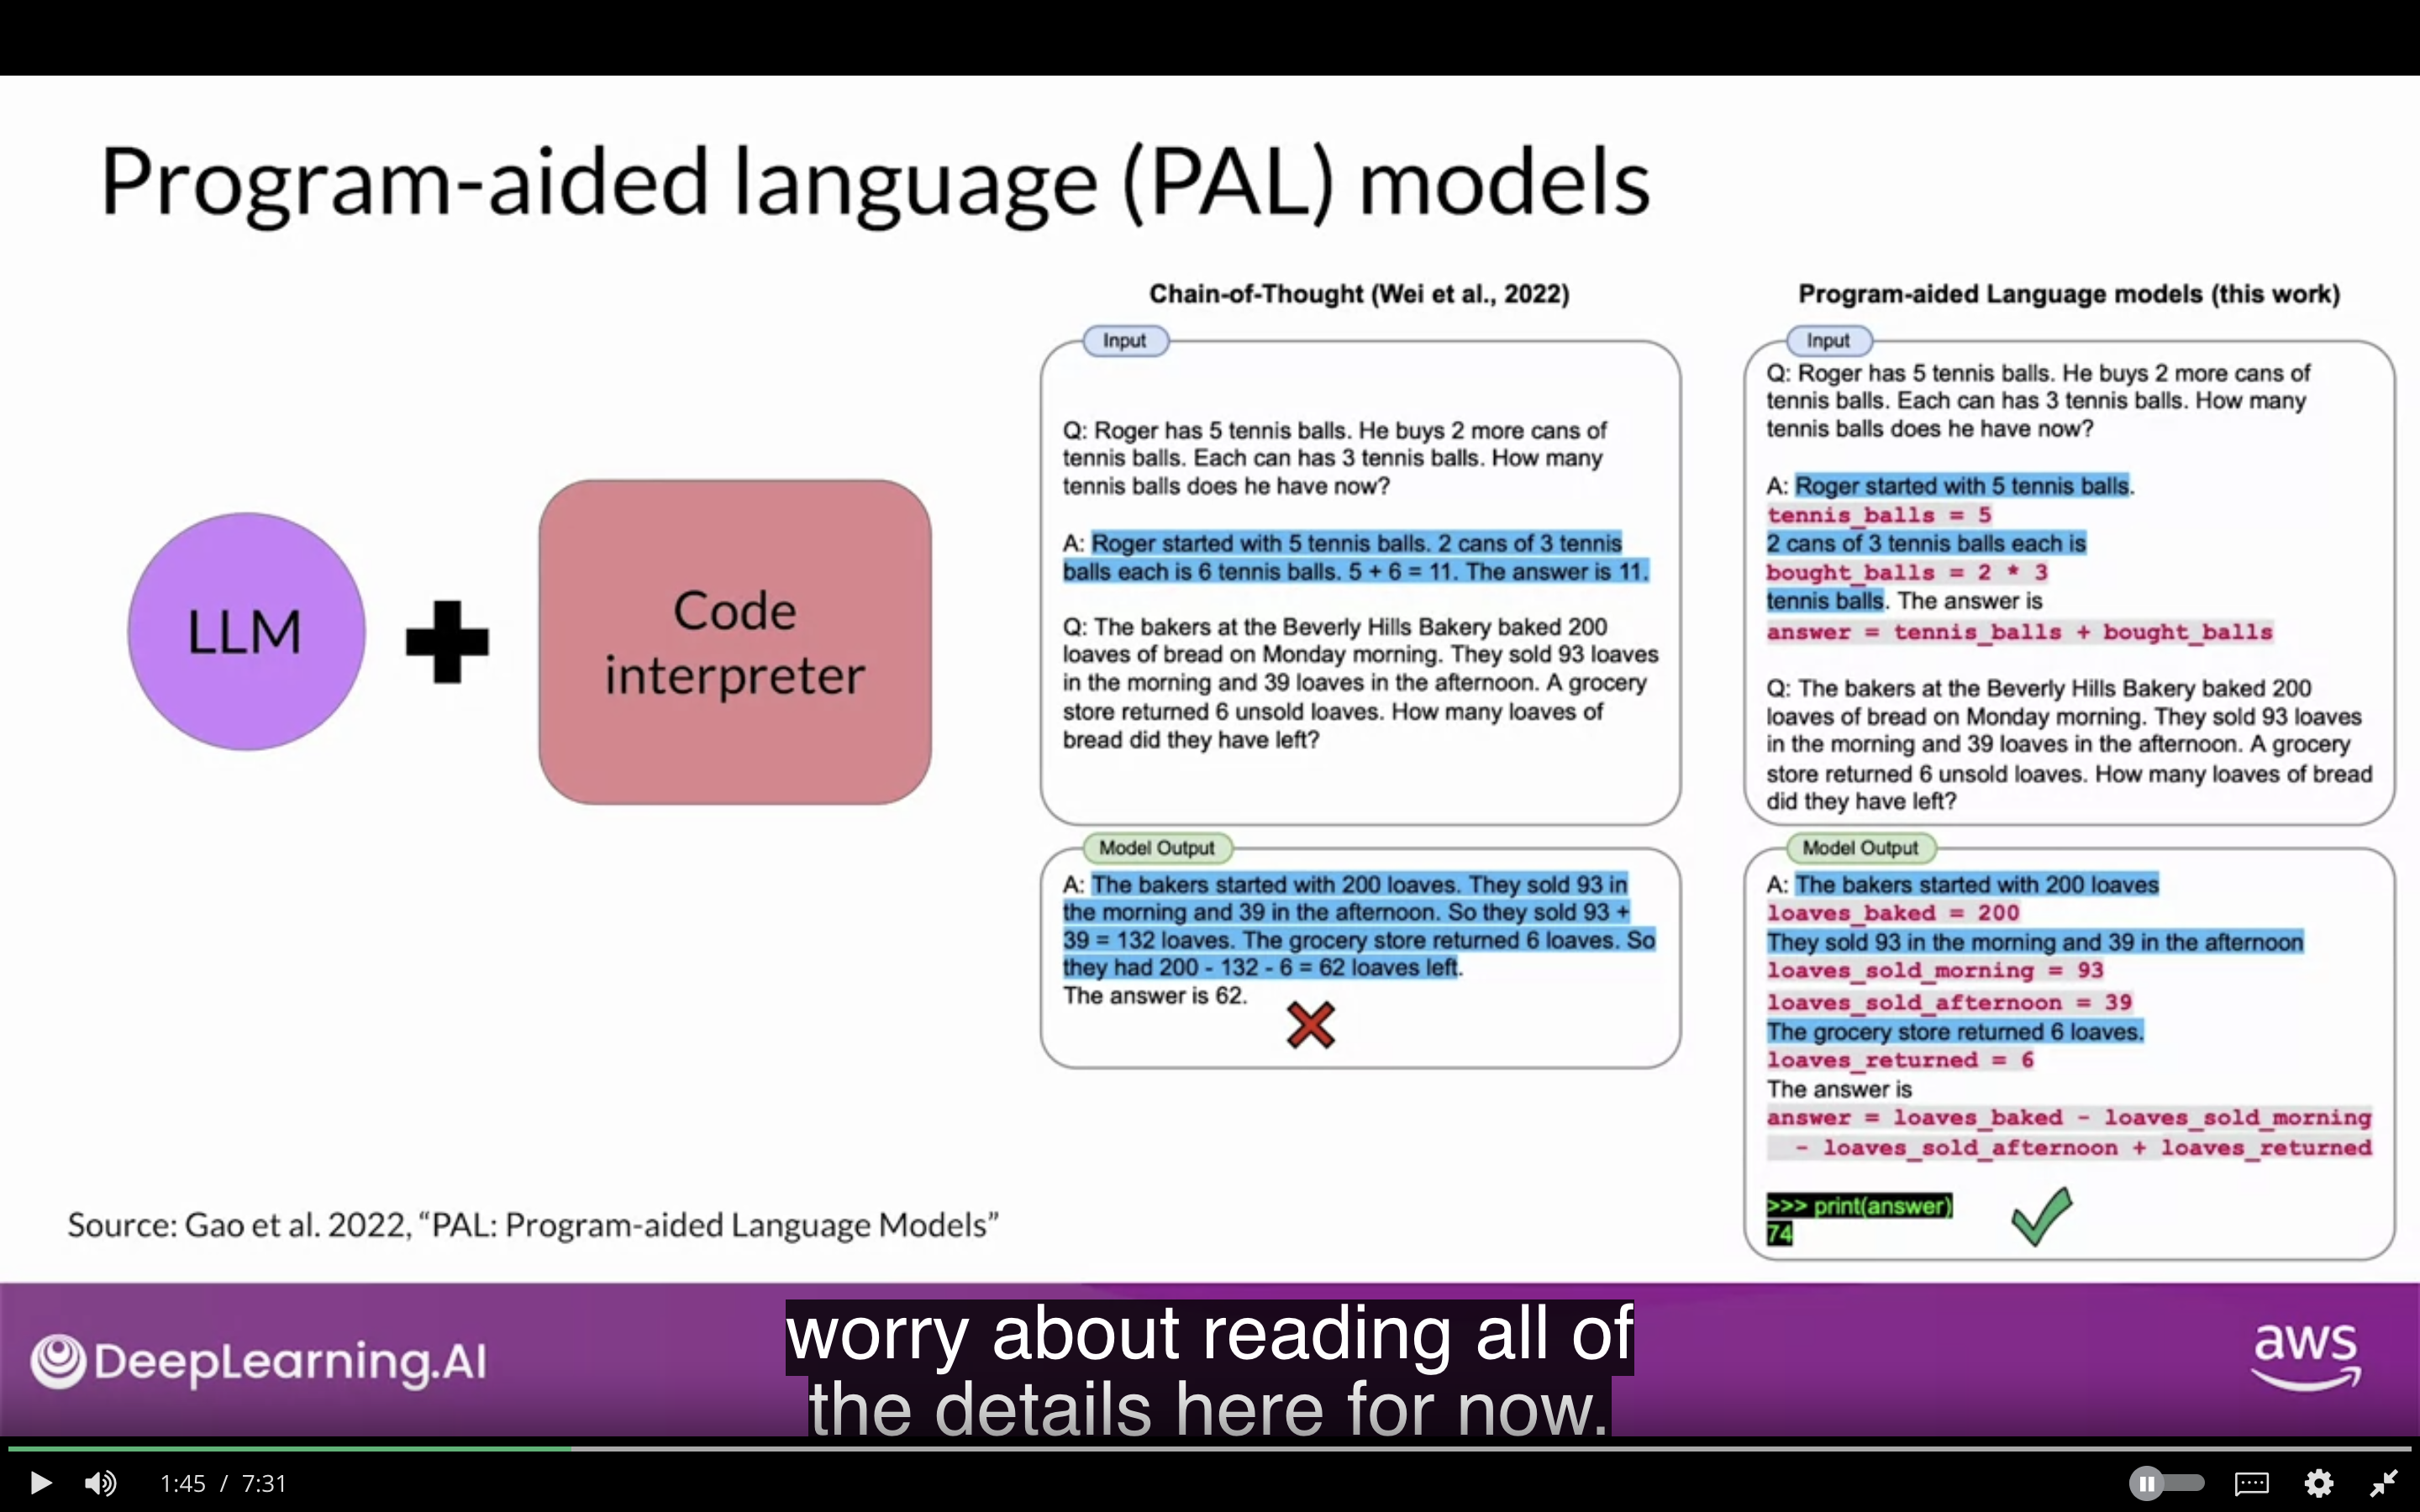 Program-aided language (PAL) models
LLM
Code
interpreter
Chain-of-Thought (Wei et al., 2022)
Input
Q: Roger has 5 tennis balls. He buys 2 more cans of
tennis balls. Each can has 3 tennis balls. How many
tennis balls does he have now?
A: Roger started with 5 tennis balls. 2 cans of 3 tennis
balls each is 6 tennis balls. 5 + 6 = 11. The answer is 11.
Q: The bakers at the Beverly Hills Bakery baked 200
loaves of bread on Monday morning. They sold 93 loaves
in the morning and 39 loaves in the afternoon. A grocery
store returned 6 unsold loaves. How many loaves of
bread did they have left?
Model Output
A: The bakers started with 200 loaves. They sold 93 in
the morning and 39 in the afternoon. So they sold 93 +
39 = 132 loaves. The grocery store returned 6 loaves. So
they had 200 - 132 - 6 = 62 loaves left.
The answer is 62.
Program-aided Language models (this work)
Input
Q: Roger has 5 tennis balls. He buys 2 more cans of
tennis balls. Each can has 3 tennis balls. How many
tennis balls does he have now?
A: Roger started with 5 tennis balls.
tennis_balls = 5
2 cans of 3 tennis balls each is
bought_balls = 2 * 3
tennis balls. The answer is
answer = tennis_balls + bought_balls
Q: The bakers at the Beverly Hills Bakery baked 200
loaves of bread on Monday morning. They sold 93 loaves
in the morning and 39 loaves in the afternoon. A grocery
store returned 6 unsold loaves. How many loaves of bread
did they have left?
Model Output
A: The bakers started with 200 loaves
loaves_baked = 200
They sold 93 in the morning and 39 in the afternoon
loaves_sold_morning = 93
loaves_sold_afternoon = 39
The grocery store returned 6 loaves.
loaves_returned = 6
The answer is
answer = loaves_baked - loaves_sold_morning
- loaves_sold_afternoon + loaves_returned
>>> print(answer)
74
Source: Gao et al. 2022, “PAL: Program-aided Language Models”
DeepLearning.AI
worry about reading all of
the details here for now.
aws
1:45 / 7:31